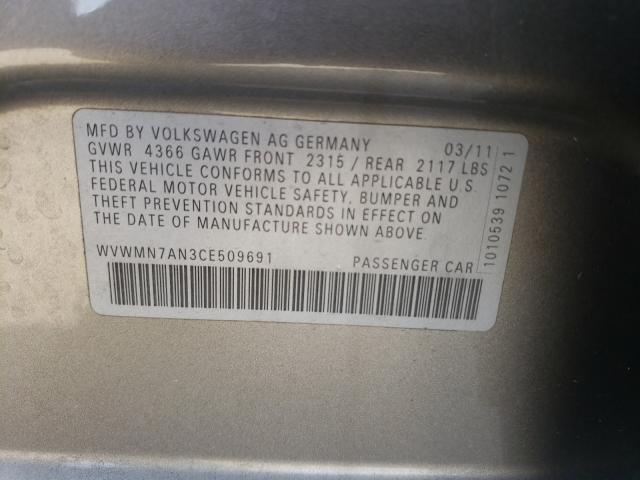 MFD BY VOLKSWAGEN AG GERMANY 03/11
GVWR 4366 GAWR FRONT 2315 / REAR 2117 LBS
THIS VEHICLE CONFORMS TO ALL APPLICABLE U.S.
FEDERAL MOTOR VEHICLE SAFETY, BUMPER AND
THEFT PREVENTION STANDARDS IN EFFECT ON
THE DATE OF MANUFACTURE SHOWN ABOVE.
WVWMN7AN3CE509691 PASSENGER CAR
1010539 1072 1